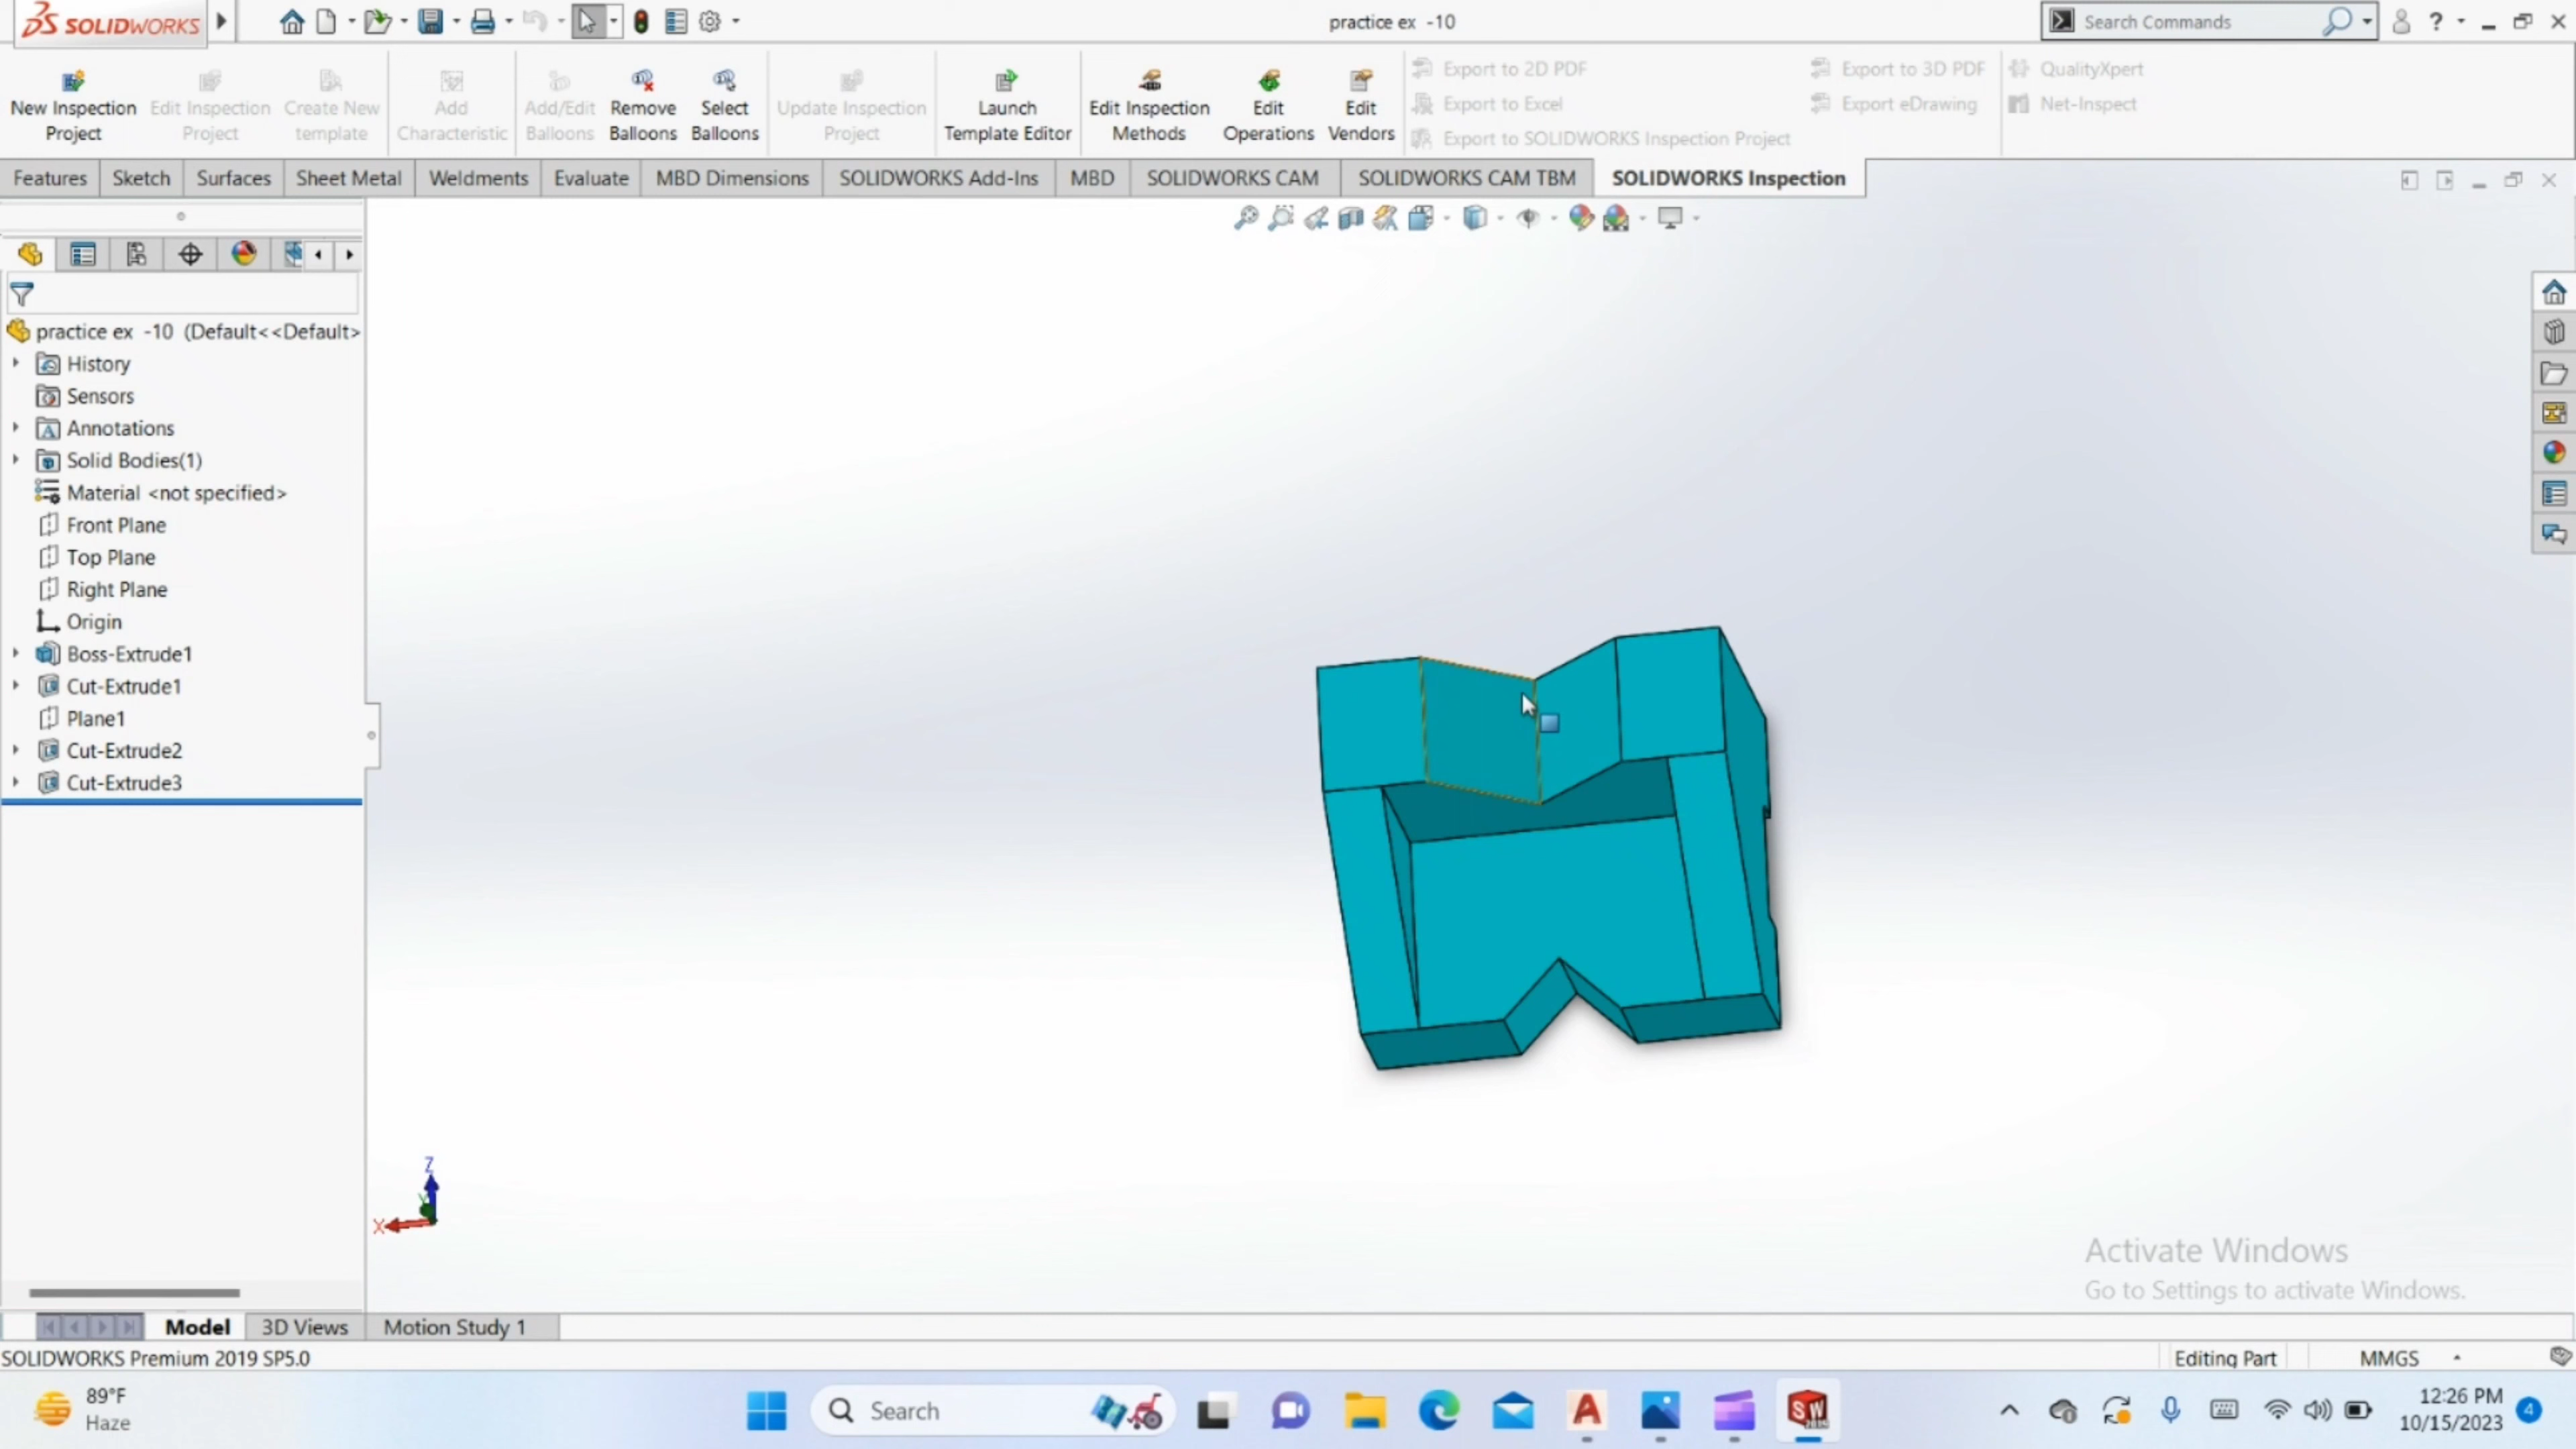 SOLIDWORKS
practice ex -10
Search Commands
New Inspection
Project
Edit Inspection
Project
Create New
template
Add
Characteristic
Add/Edit
Balloons
Remove
Balloons
Select
Balloons
Update Inspection
Project
Launch
Template Editor
Edit Inspection
Methods
Edit
Operations
Edit
Vendors
Export to 2D PDF
Export to Excel
Export to SOLIDWORKS Inspection Project
Export to 3D PDF
Export eDrawing
QualityXpert
Net-Inspect
Features
Sketch
Surfaces
Sheet Metal
Weldments
Evaluate
MBD Dimensions
SOLIDWORKS Add-Ins
MBD
SOLIDWORKS CAM
SOLIDWORKS CAM TBM
SOLIDWORKS Inspection
practice ex -10 (Default<<Default>
History
Sensors
Annotations
Solid Bodies(1)
Material <not specified>
Front Plane
Top Plane
Right Plane
Origin
Boss-Extrude1
Cut-Extrude1
Plane1
Cut-Extrude2
Cut-Extrude3
Z
Y
X
Activate Windows
Go to Settings to activate Windows.
Model
3D Views
Motion Study 1
SOLIDWORKS Premium 2019 SP5.0
Editing Part
MMGS
89°F
Haze
Search
SW
2019
12:26 PM
10/15/2023
4